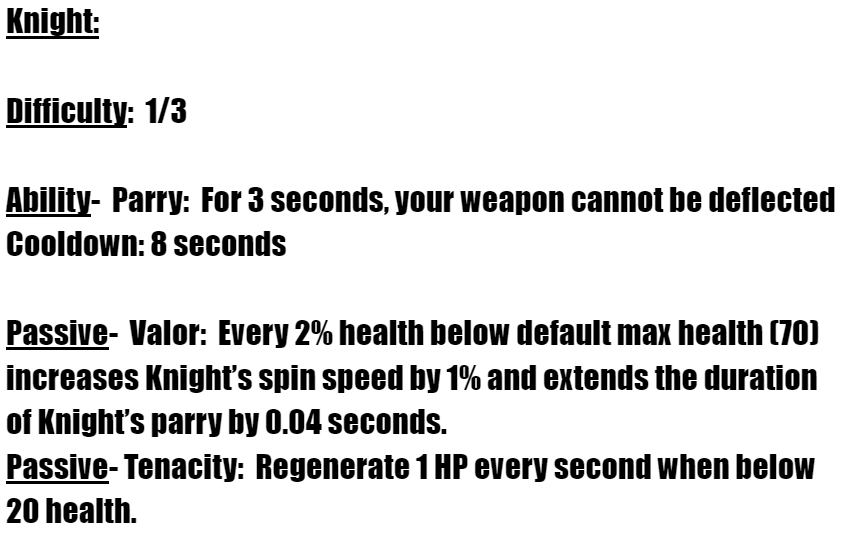 Knight:
Difficulty:  1/3
Ability-  Parry:  For 3 seconds, your weapon cannot be deflected
Cooldown: 8 seconds
Passive-  Valor:  Every 2% health below default max health (70)
increases Knight’s spin speed by 1% and extends the duration
of Knight’s parry by 0.04 seconds.
Passive- Tenacity:  Regenerate 1 HP every second when below
20 health.